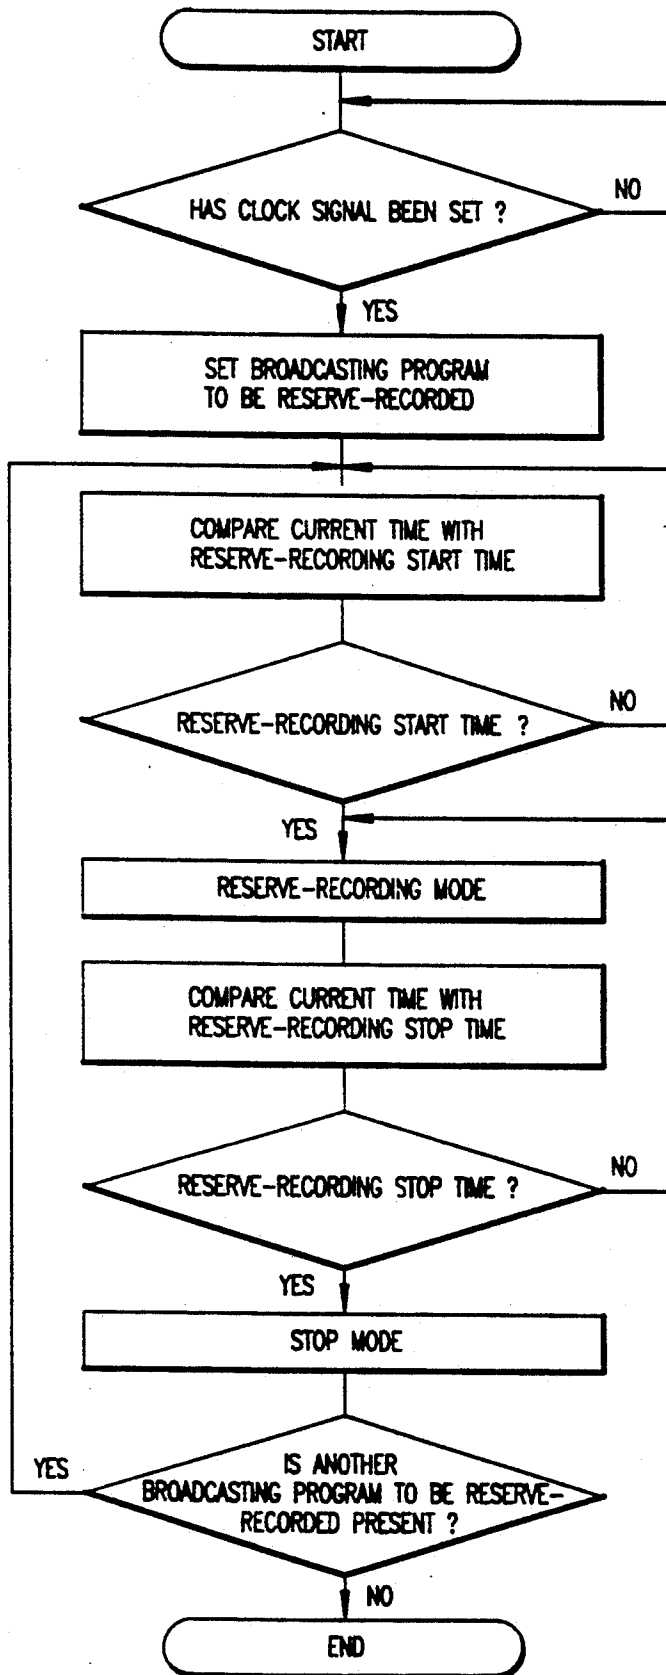 START
HAS CLOCK SIGNAL BEEN SET ?
NO
YES
SET BROADCASTING PROGRAM
TO BE RESERVE-RECORDED
COMPARE CURRENT TIME WITH
RESERVE-RECORDING START TIME
RESERVE-RECORDING START TIME ?
NO
YES
RESERVE-RECORDING MODE
COMPARE CURRENT TIME WITH
RESERVE-RECORDING STOP TIME
RESERVE-RECORDING STOP TIME ?
NO
YES
STOP MODE
YES
IS ANOTHER
BROADCASTING PROGRAM TO BE RESERVE-
RECORDED PRESENT ?
NO
END